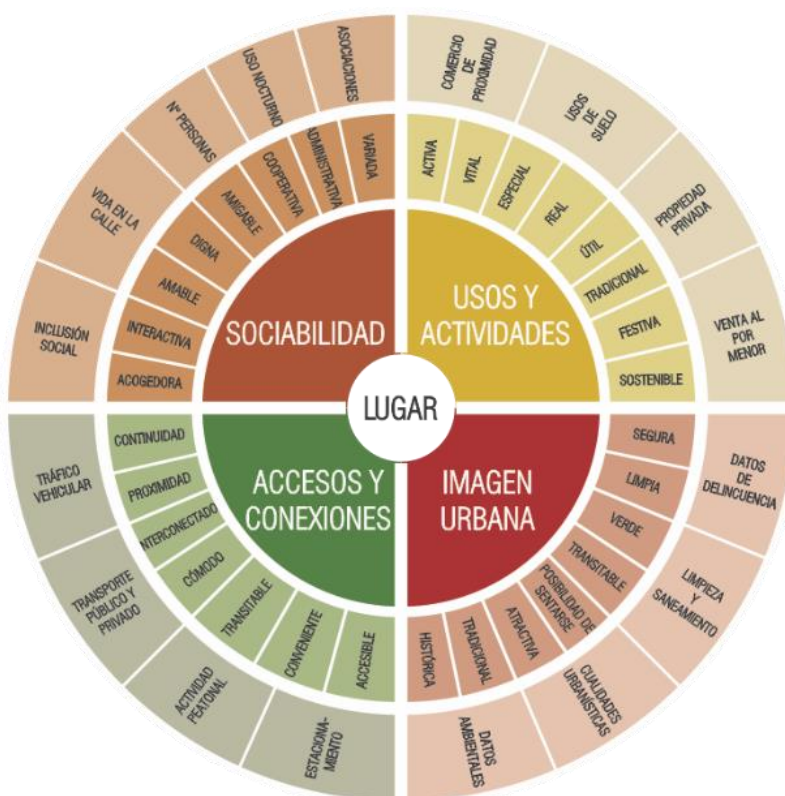 LUGAR
SOCIABILIDAD
ASOCIACIONES
USO NOCTURNO
Nº PERSONAS
VIDA EN LA
CALLE
INCLUSIÓN
SOCIAL
VARIADA
ADMINISTRATIVA
COOPERATIVA
AMIGABLE
DIGNA
AMABLE
INTERACTIVA
ACOGEDORA
USOS Y
ACTIVIDADES
COMERCIO
DE
PROXIMIDAD
USOS
DE
SUELO
PROPIEDAD
PRIVADA
VENTA AL
POR
MENOR
ACTIVA
VITAL
ESPECIAL
REAL
ÚTIL
TRADICIONAL
FESTIVA
SOSTENIBLE
IMAGEN
URBANA
SEGURA
LIMPIA
VERDE
TRANSITABLE
POSIBILIDAD DE
SENTARSE
ATRACTIVA
TRADICIONAL
HISTÓRICA
DATOS
DE
DELINCUENCIA
LIMPIEZA
Y
SANEAMIENTO
CUALIDADES
URBANÍSTICAS
DATOS
AMBIENTALES
ACCESOS Y
CONEXIONES
CONTINUIDAD
PROXIMIDAD
NTERCONECTADO
CÓMODO
TRANSITABLE
CONVENIENTE
ACCESIBLE
TRÁFICO
VEHICULAR
TRANSPORTE
PÚBLICO Y
PRIVADO
ACTIVIDAD
PEATONAL
ESTACIONA-
MIENTO